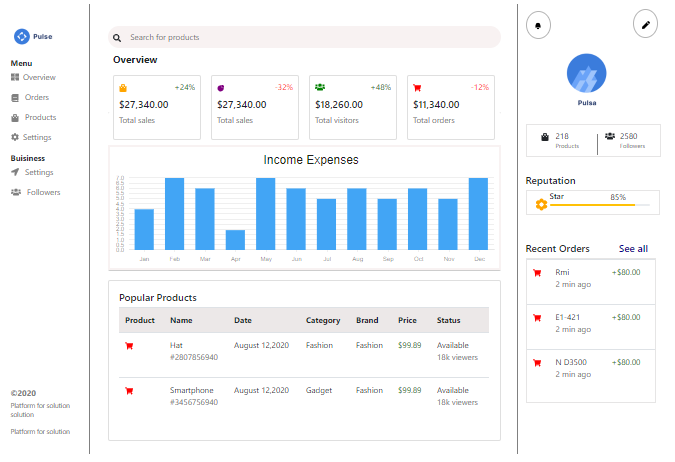 Pulse
Menu
Overview
Orders
Products
Settings
Buisiness
Settings
Followers
©2020
Platform for solution
solution
Platform for solution
Search for products
Overview
+24%
$27,340.00
Total sales
-32%
$27,340.00
Total sales
+48%
$18,260.00
Total visitors
-12%
$11,340.00
Total orders
Income Expenses
7.0
6.5
6.0
5.5
5.0
4.5
4.0
3.5
3.0
2.5
2.0
1.5
1.0
0.5
0.0
Jan Feb Mar Apr May Jun Jul Aug Sep Oct Nov Dec
Popular Products
Product Name Date Category Brand Price Status
Hat August 12,2020 Fashion Fashion $99.89 Available
#2807856940 18k viewers
Smartphone August 12,2020 Gadget Fashion $99.89 Available
#3456756940 18k viewers
Pulsa
218 2580
Products Followers
Reputation
Star 85%
Recent Orders See all
Rmi +$80.00
2 min ago
E1-421 +$80.00
2 min ago
N D3500 +$80.00
2 min ago